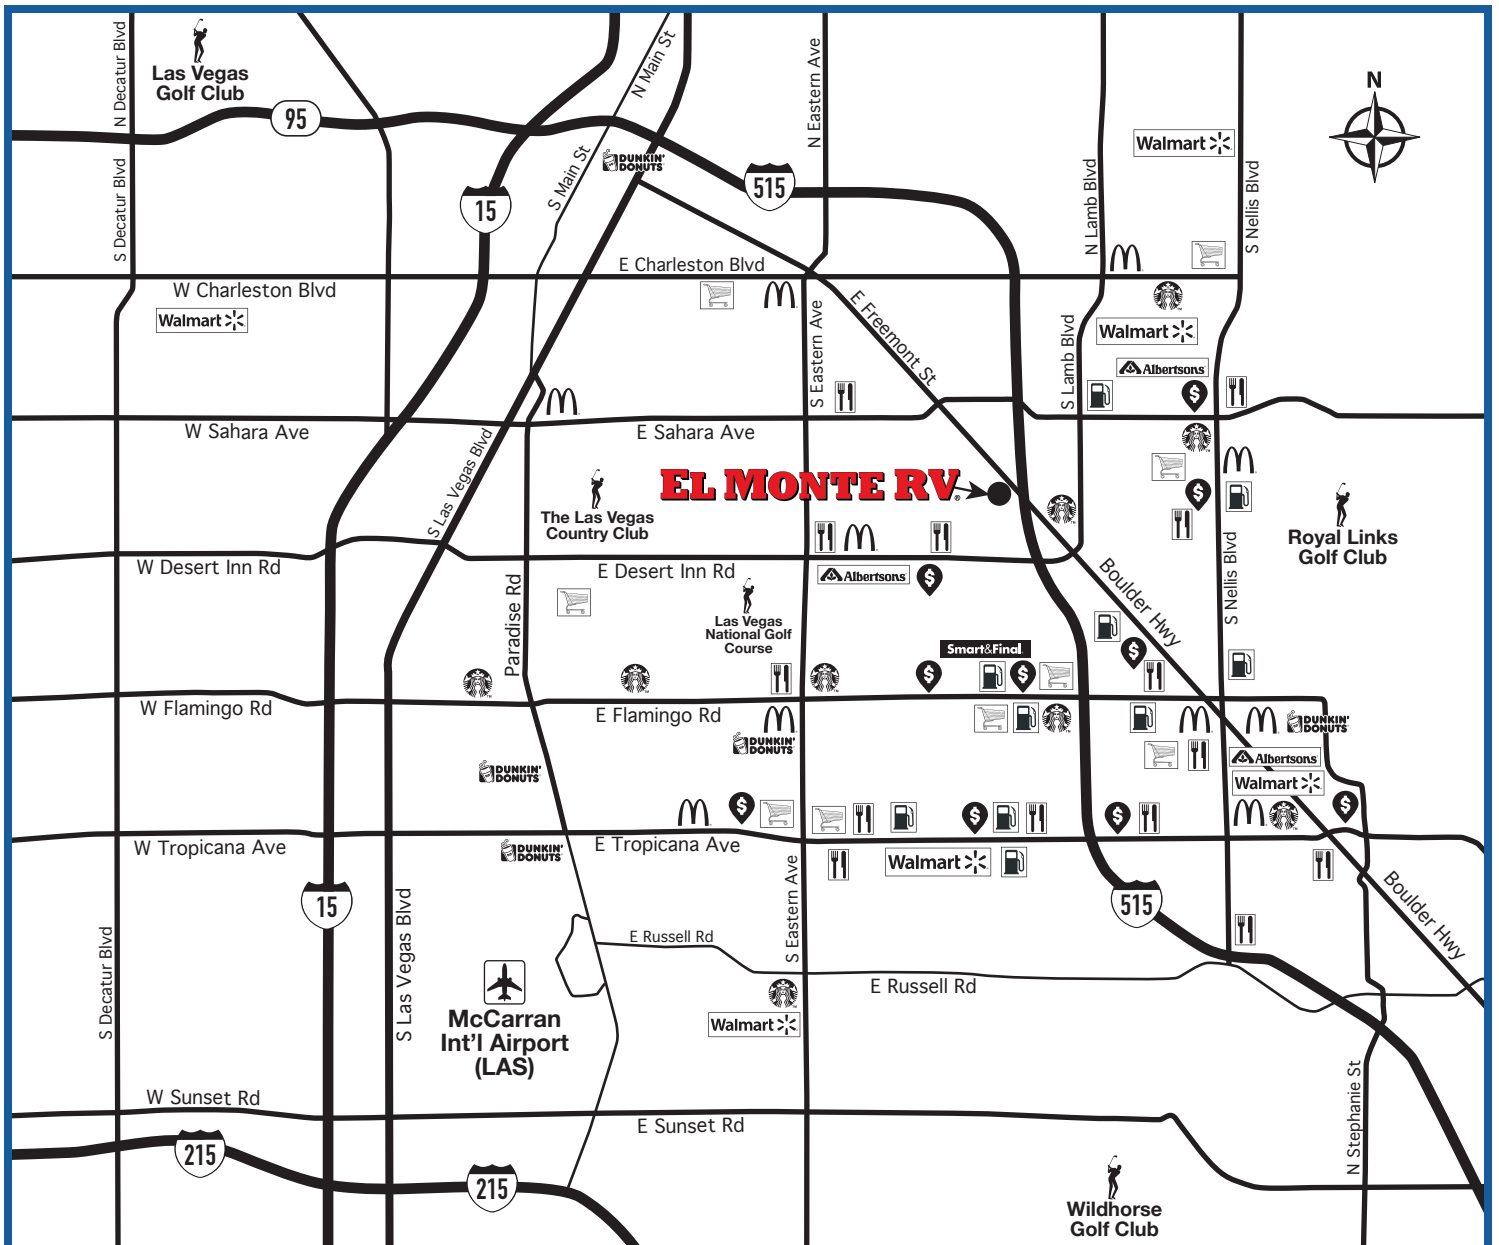 N Decatur Blvd
Las Vegas
Golf Club
95
N Main St
N Eastern Ave
N
Walmart
S Decatur Blvd
S Main St
DUNKIN'
DONUTS
515
15
N Lamb Blvd
S Nellis Blvd
E Charleston Blvd
W Charleston Blvd
Walmart
S Eastern Ave
E Freemont St
S Lamb Blvd
Walmart
Albertsons
$
W Sahara Ave
E Sahara Ave
S Las Vegas Blvd
EL MONTE RV®
$
The Las Vegas
Country Club
Royal Links
Golf Club
W Desert Inn Rd
E Desert Inn Rd
Albertsons
$
Boulder Hwy
S Nellis Blvd
Paradise Rd
Las Vegas
National Golf
Course
Smart&Final
$
$
$
W Flamingo Rd
E Flamingo Rd
DUNKIN'
DONUTS
DUNKIN'
DONUTS
DUNKIN'
DONUTS
Albertsons
Walmart
$
$
$
$
W Tropicana Ave
E Tropicana Ave
DUNKIN'
DONUTS
Walmart
15
S Las Vegas Blvd
S Eastern Ave
515
Boulder Hwy
S Decatur Blvd
E Russell Rd
E Russell Rd
McCarran
Int'l Airport
(LAS)
Walmart
W Sunset Rd
E Sunset Rd
N Stephanie St
215
215
Wildhorse
Golf Club